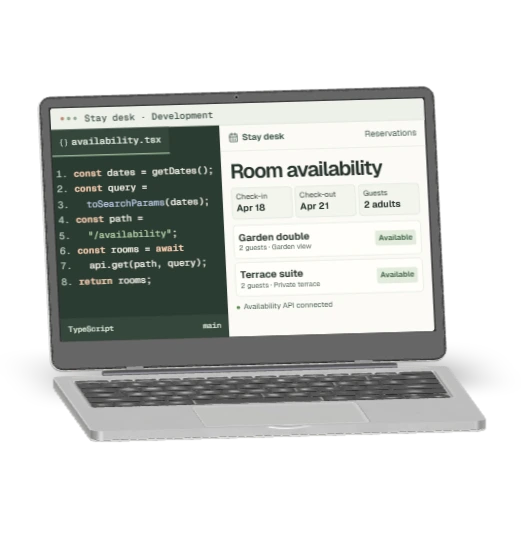 Stay desk - Development
{} availability.tsx
1. const dates = getDates();
2. const query =
3. toSearchParams(dates);
4. const path =
5. "/availability";
6. const rooms = await
7. api.get(path, query);
8. return rooms;
TypeScript
main
Stay desk
Reservations
Room availability
Check-in
Apr 18
Check-out
Apr 21
Guests
2 adults
Garden double
2 guests · Garden view
Available
Terrace suite
2 guests · Private terrace
Available
Availability API connected